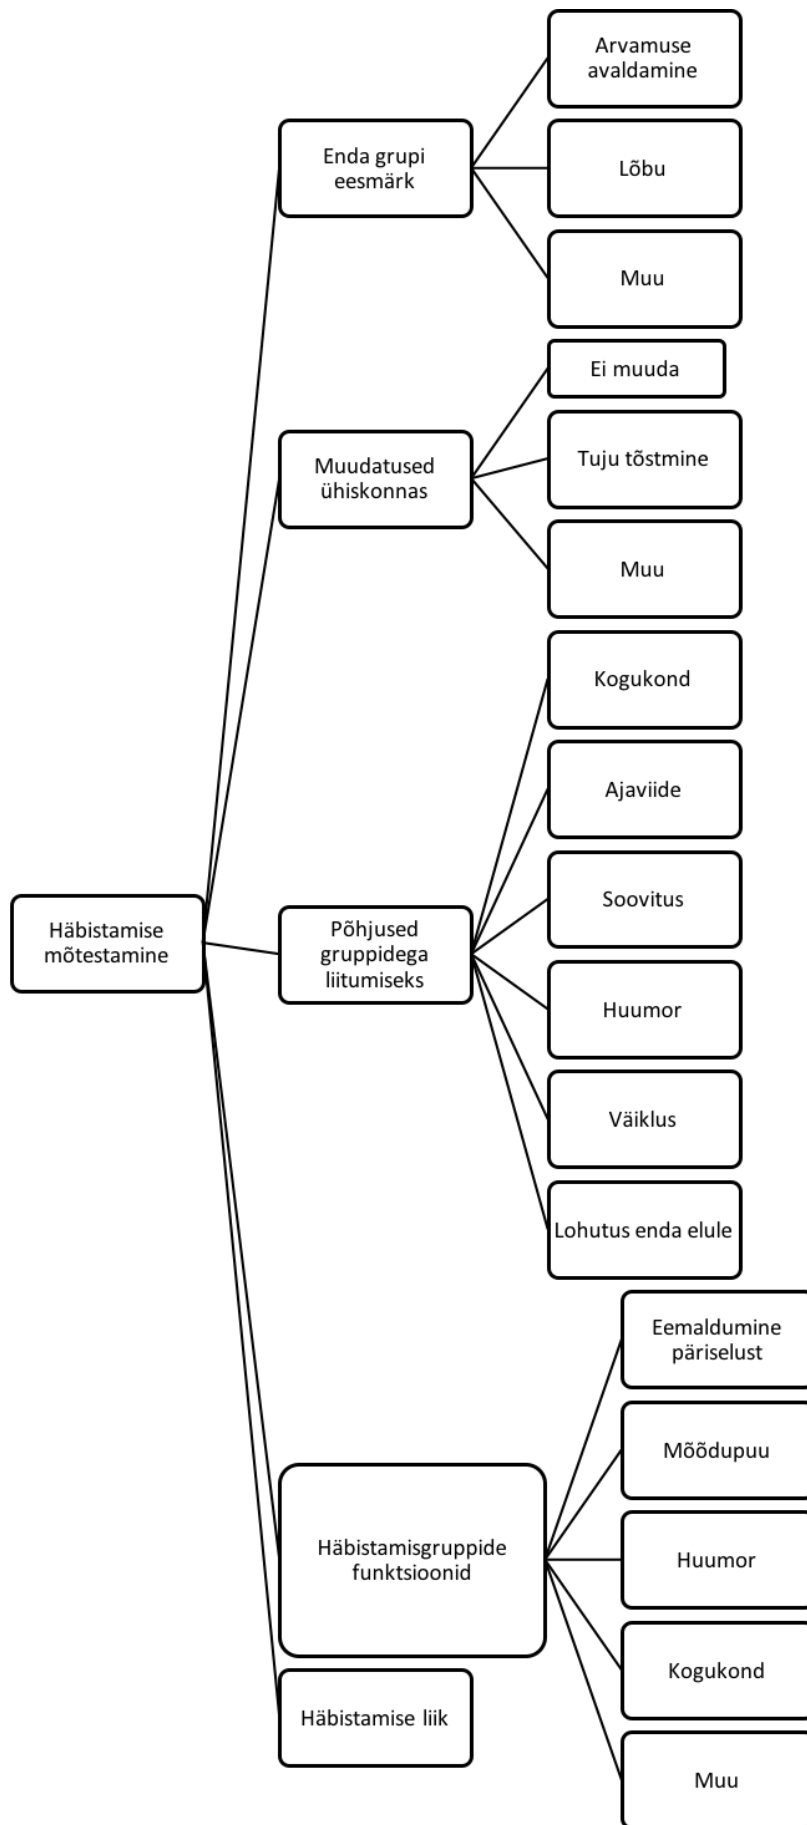 Häbistamise
mõtestamine
Enda grupi
eesmärk
Arvamuse
avaldamine
Lõbu
Muu
Muudatused
ühiskonnas
Ei muuda
Tuju tõstmine
Muu
Põhjused
gruppidega
liitumiseks
Kogukond
Ajaviide
Soovitus
Huumor
Väiklus
Lohutus enda elule
Häbistamisgruppide
funktsioonid
Eemaldumine
päriselust
Mõõdupuu
Huumor
Kogukond
Muu
Häbistamise liik